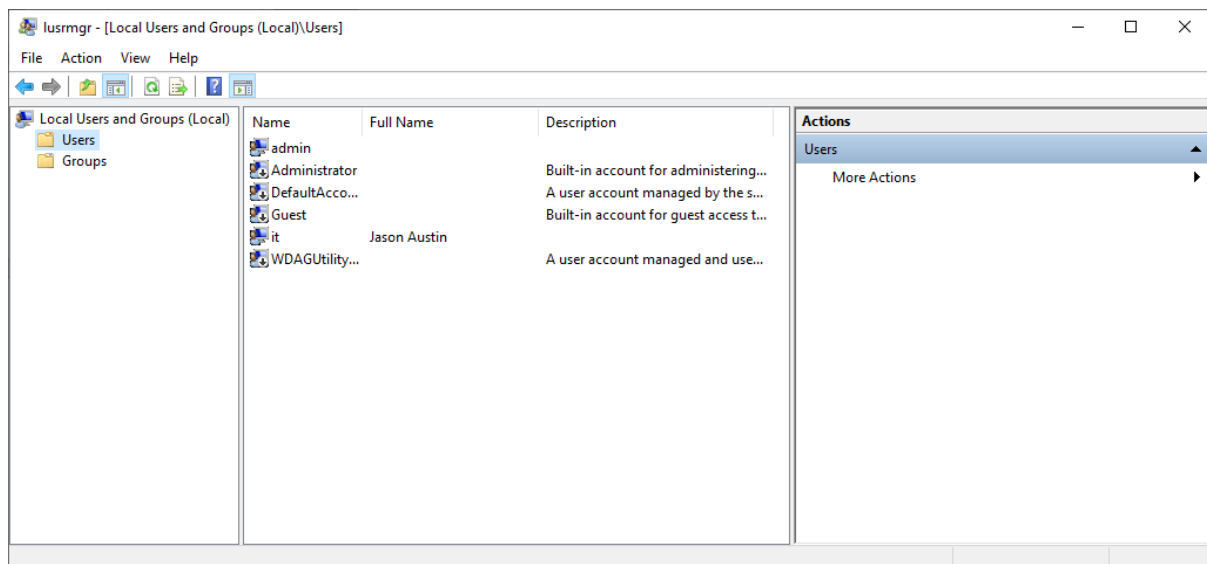 lusrmgr - [Local Users and Groups (Local)\Users]
File Action View Help
Local Users and Groups (Local)
Users
Groups
Name Full Name Description
admin
Administrator Built-in account for administering...
DefaultAcco... A user account managed by the s...
Guest Built-in account for guest access t...
it Jason Austin
WDAGUtility... A user account managed and use...
Actions
Users
More Actions